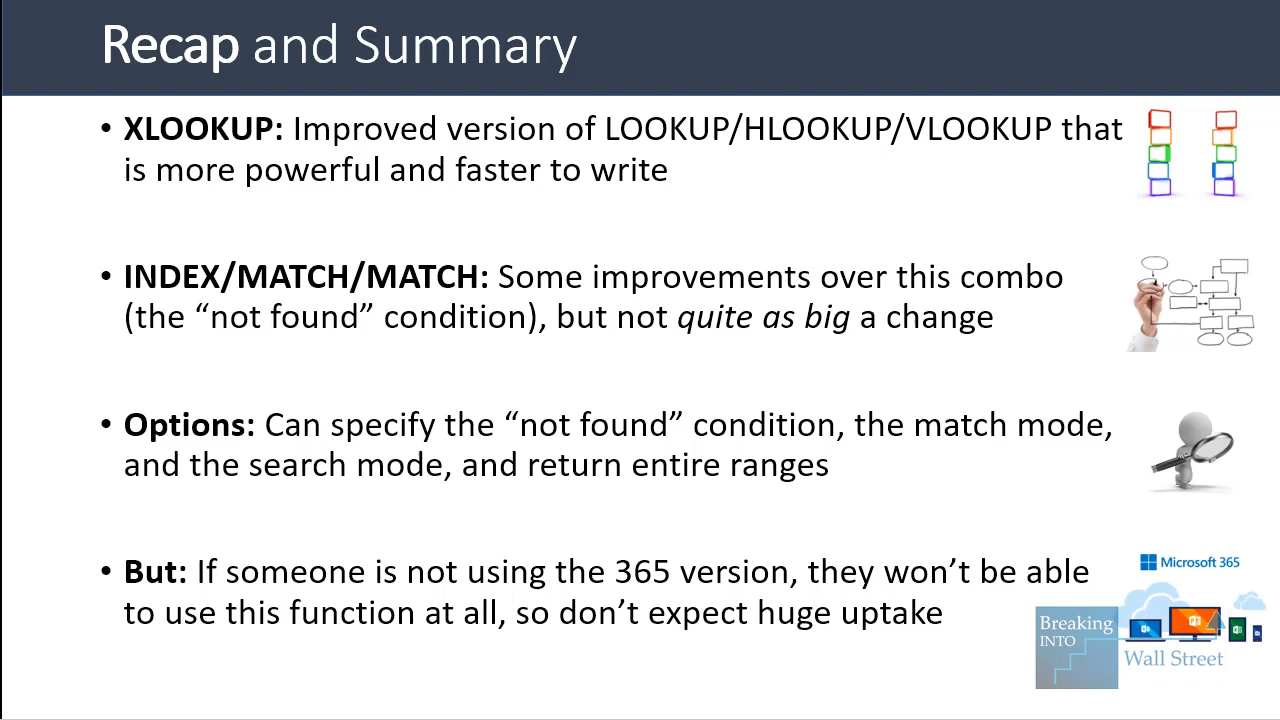 Recap and Summary
• XLOOKUP: Improved version of LOOKUP/HLOOKUP/VLOOKUP that
is more powerful and faster to write
• INDEX/MATCH/MATCH: Some improvements over this combo
(the “not found” condition), but not quite as big a change
• Options: Can specify the “not found” condition, the match mode,
and the search mode, and return entire ranges
• But: If someone is not using the 365 version, they won’t be able
to use this function at all, so don’t expect huge uptake
Microsoft 365
Breaking
INTO
Wall Street